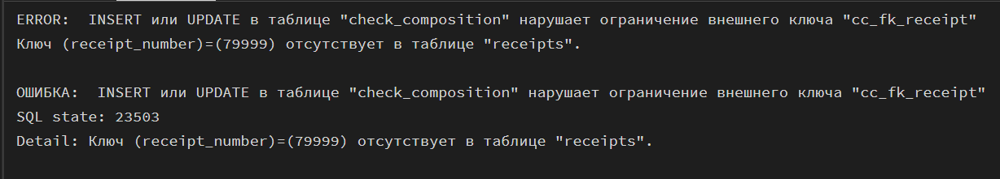 ERROR:  INSERT или UPDATE в таблице "check_composition" нарушает ограничение внешнего ключа "cc_fk_receipt"
Ключ (receipt_number)=(79999) отсутствует в таблице "receipts".
ОШИБКА:  INSERT или UPDATE в таблице "check_composition" нарушает ограничение внешнего ключа "cc_fk_receipt"
SQL state: 23503
Detail: Ключ (receipt_number)=(79999) отсутствует в таблице "receipts".